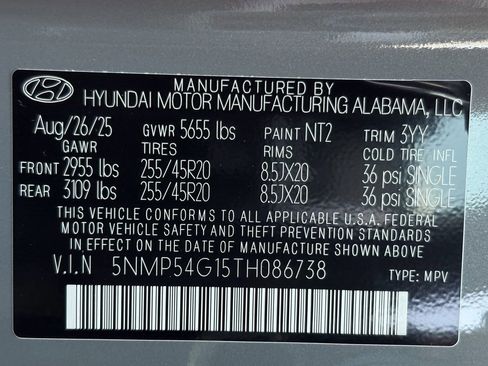 MANUFACTURED BY
HYUNDAI MOTOR MANUFACTURING ALABAMA, LLC
Aug/26/25 GVWR 5655 lbs PAINT NT2 TRIM 3YY
GAWR TIRES RIMS COLD TIRE INFL
FRONT 2955 lbs 255/45R20 8.5JX20 36 psi SINGLE
REAR 3109 lbs 255/45R20 8.5JX20 36 psi SINGLE
THIS VEHICLE CONFORMS TO ALL APPLICABLE U.S.A. FEDERAL
MOTOR VEHICLE SAFETY AND THEFT PREVENTION STANDARDS
IN EFFECT ON THE DATE OF MANUFACTURE SHOWN ABOVE.
V.I.N 5NMP54G15TH086738 TYPE: MPV